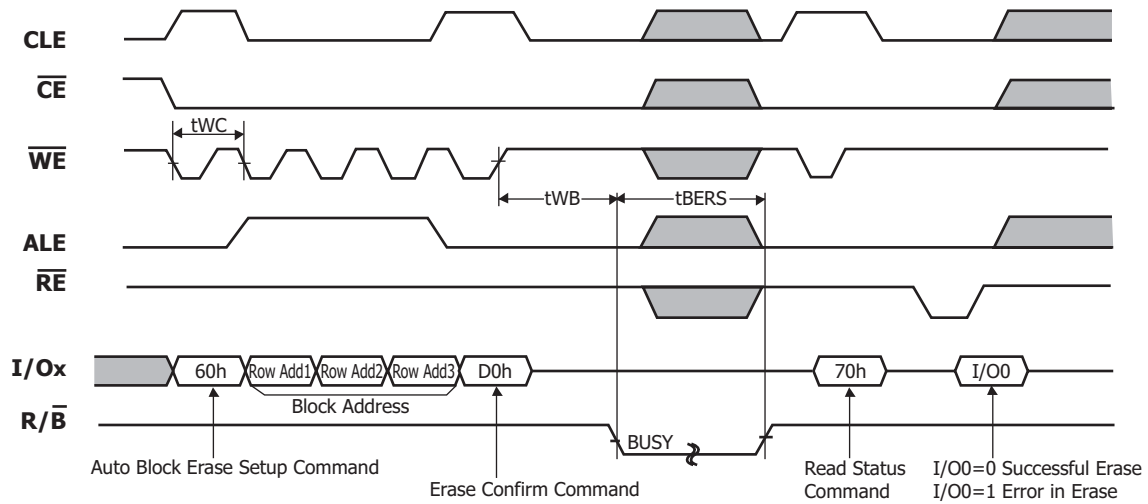 CLE
CE
tWC
WE
tWB
tBERS
ALE
RE
I/Ox
60h
Row Add1
Row Add2
Row Add3
D0h
70h
I/O0
Block Address
R/B
BUSY
Auto Block Erase Setup Command
Erase Confirm Command
Read Status
Command
I/O0=0 Successful Erase
I/O0=1 Error in Erase